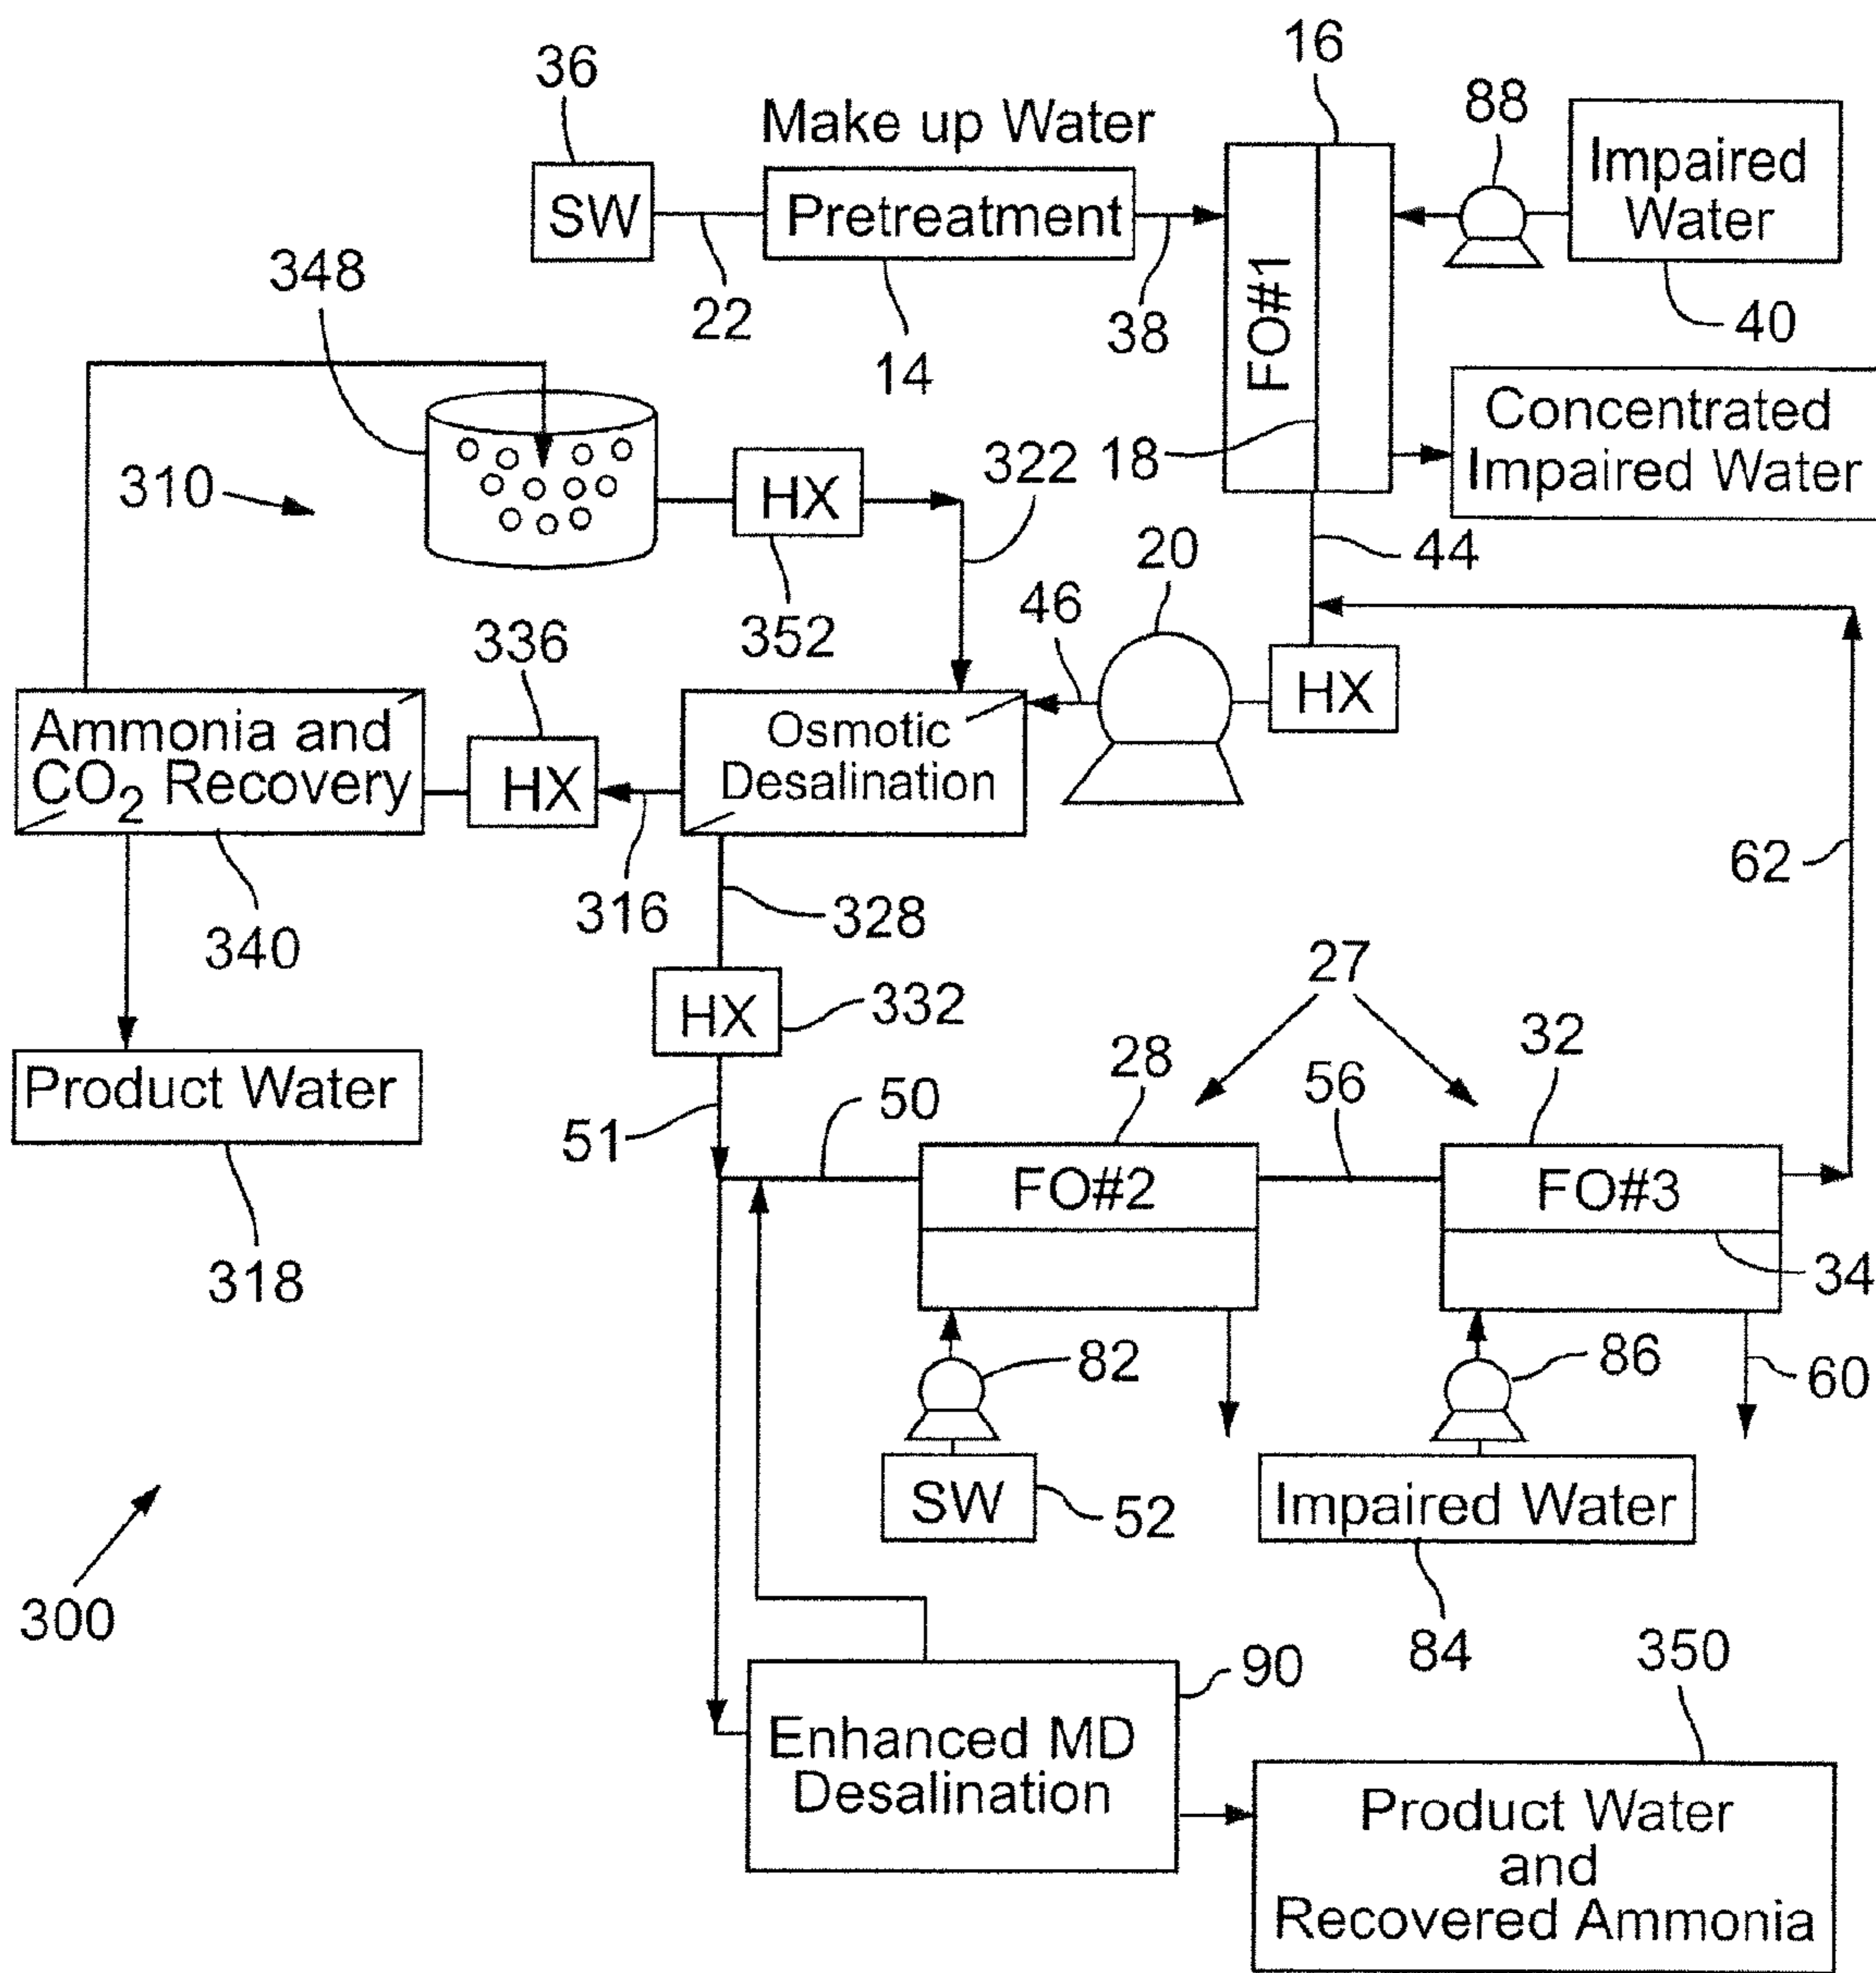 16
36
88
Make up Water
Impaired
Water
SW
Pretreatment
348
22
38
FO#1
40
14
Concentrated
Impaired Water
18
322
310
HX
44
20
46
352
336
HX
Ammonia and
CO2 Recovery
HX
Osmotic
Desalination
62
316
328
340
27
HX
332
28
32
Product Water
50
56
51
FO#2
FO#3
318
34
82
86
60
SW
52
Impaired Water
300
84
350
90
Enhanced MD
Desalination
Product Water
and
Recovered Ammonia